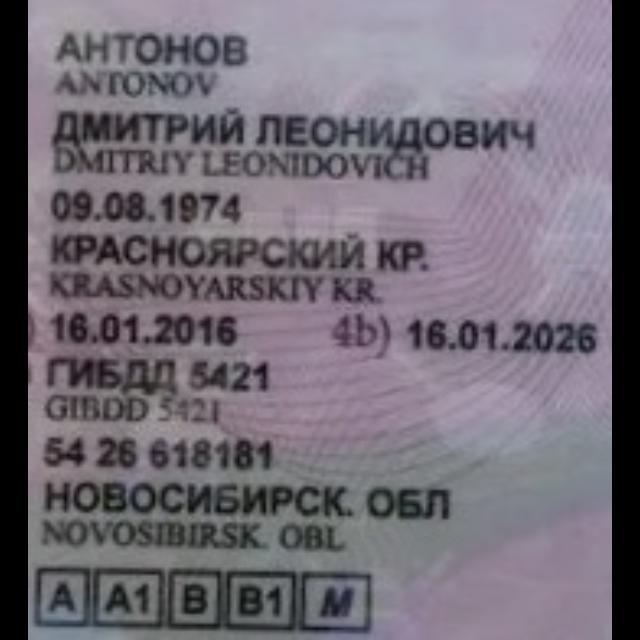 АНТОНОВ
ANTONOV
ДМИТРИЙ ЛЕОНИДОВИЧ
DMITRIY LEONIDOVICH
09.08.1974
КРАСНОЯРСКИЙ КР.
KRASNOYARSKIY KR.
) 16.01.2016 4b) 16.01.2026
ГИБДД 5421
GIBDD 5421
54 26 618181
НОВОСИБИРСК. ОБЛ
NOVOSIBIRSK. OBL
A A1 B B1 M